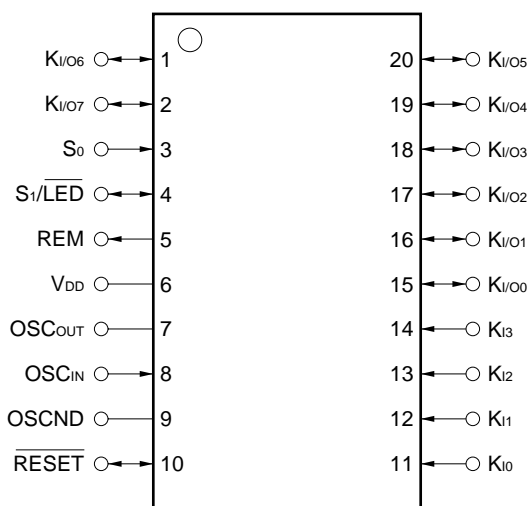 KI/O6 1 20 KI/O5
KI/O7 2 19 KI/O4
S0 3 18 KI/O3
S1/LED 4 17 KI/O2
REM 5 16 KI/O1
VDD 6 15 KI/O0
OSCOUT 7 14 KI3
OSCIN 8 13 KI2
OSCND 9 12 KI1
RESET 10 11 KI0